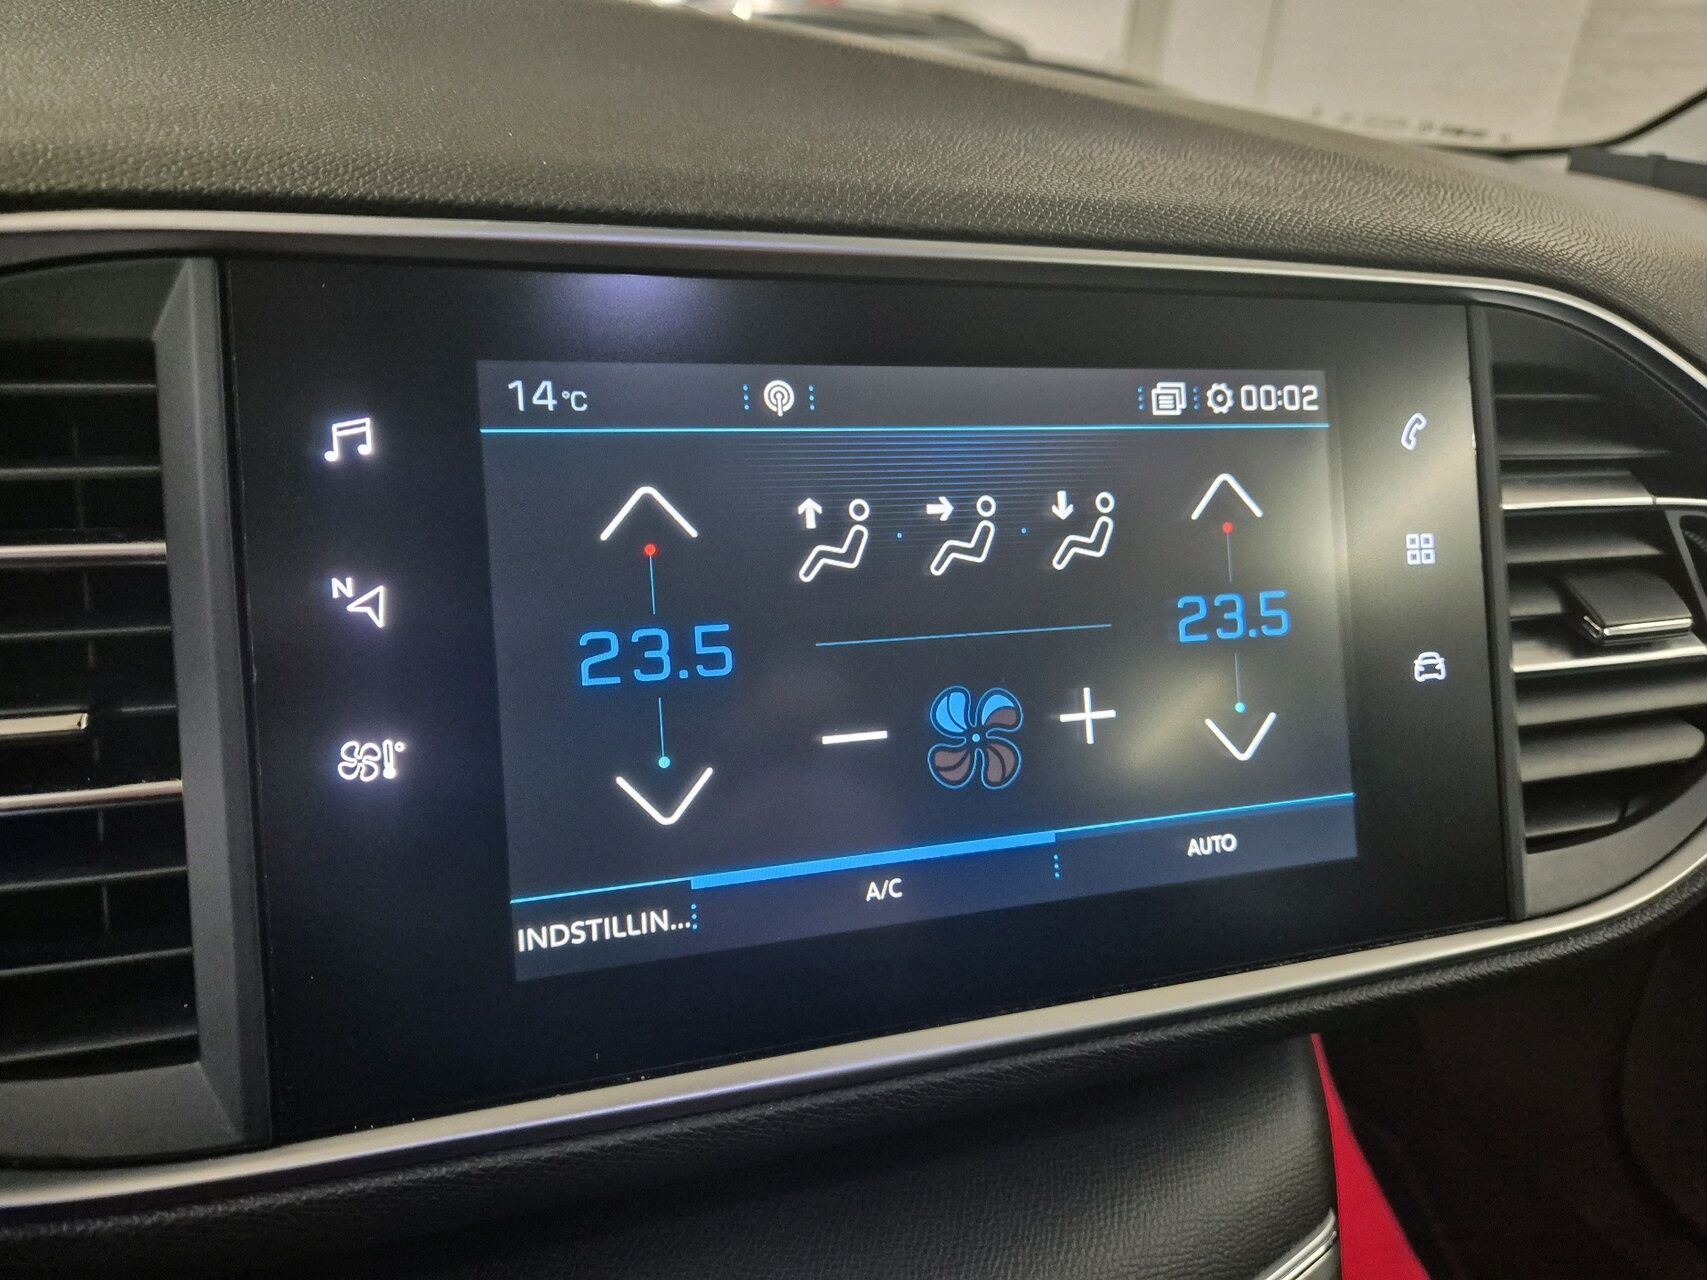 14 °C
00:02
N
23.5
23.5
INDSTILLIN...
A/C
AUTO